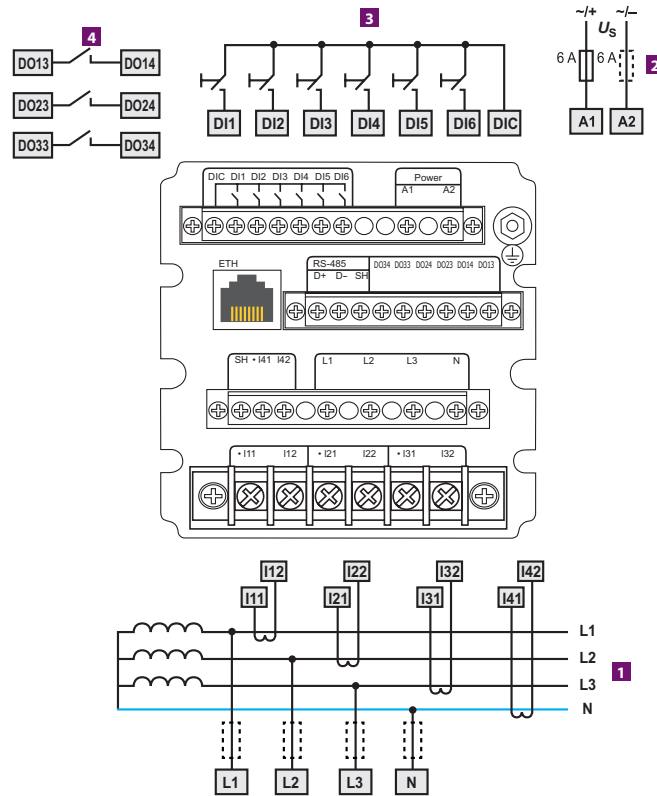 3
~/+ ~/–
US
4
DO13 DO14
6 A 6 A 2
DO23 DO24
DI1 DI2 DI3 DI4 DI5 DI6 DIC
A1 A2
DO33 DO34
DIC DI1 DI2 DI3 DI4 DI5 DI6
Power
A1 A2
ETH
RS-485 DO34 DO33 DO24 DO23 DO14 DO13
D+ D– SH
SH • I41 I42
L1 L2 L3 N
• I11 I12 • I21 I22 • I31 I32
I12 I22 I32 I42
I11 I21 I31 I41
L1
L2
1
L3
N
L1 L2 L3 N